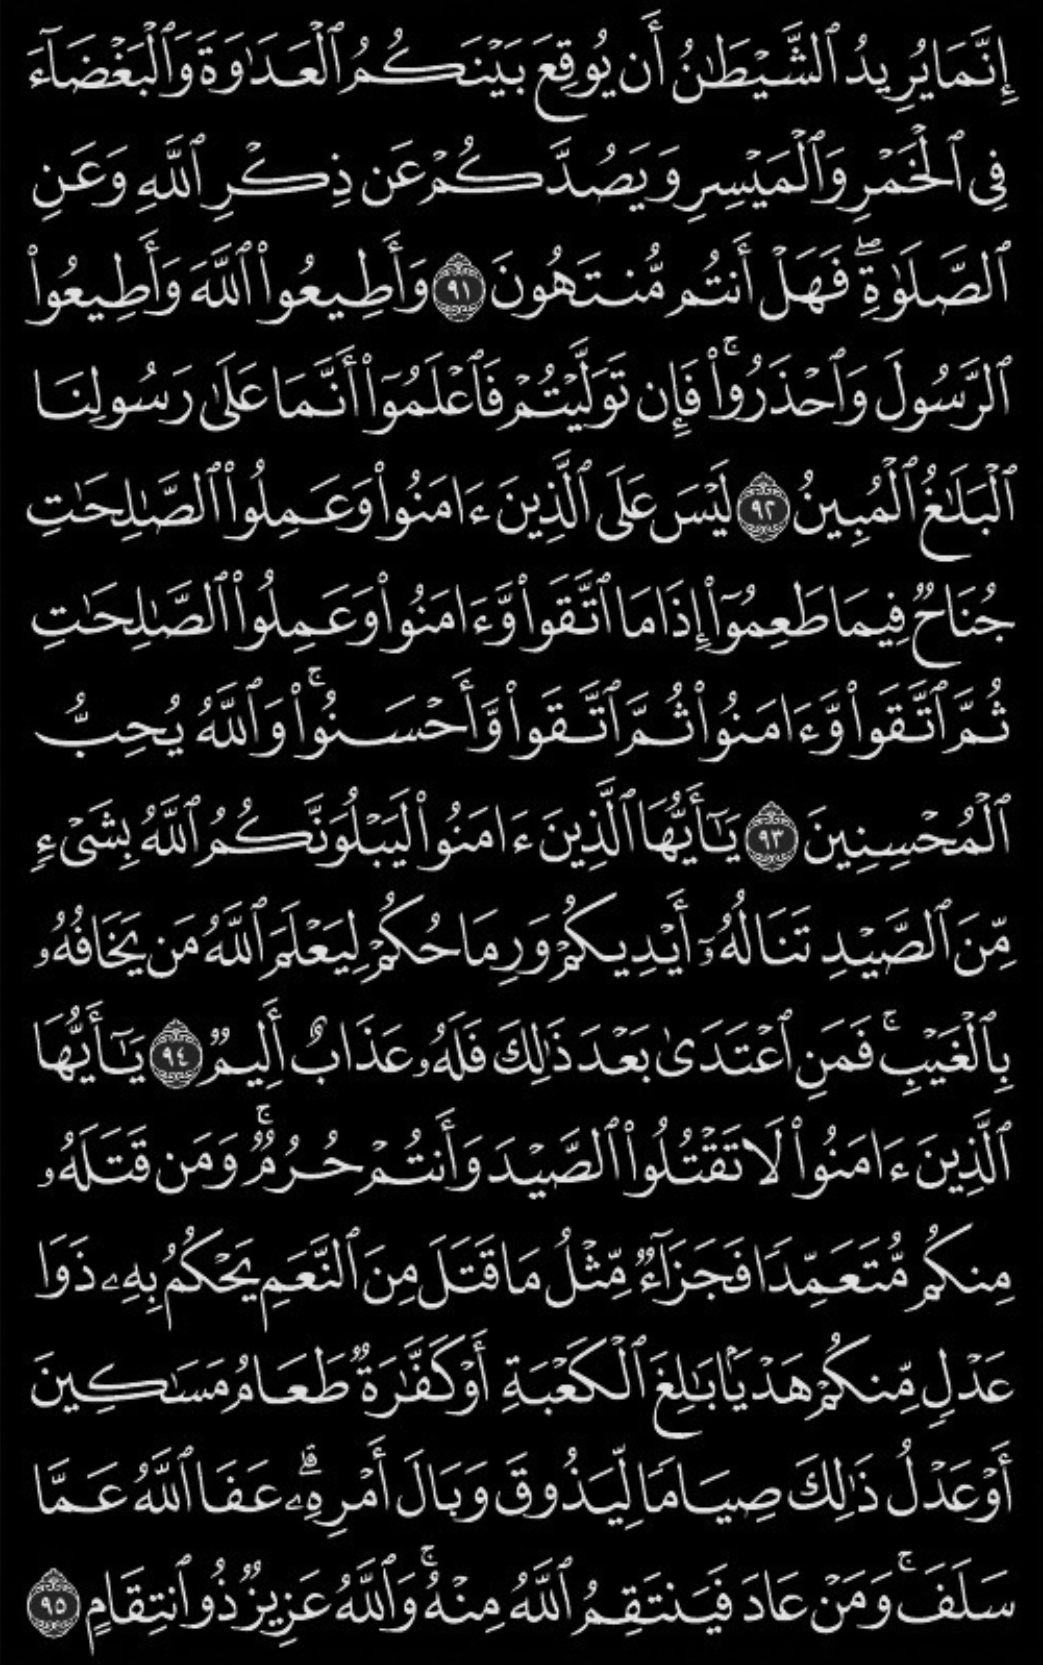 إِنَّمَا يُرِيدُ ٱلشَّيْطَٰنُ أَن يُوقِعَ بَيْنَكُمُ ٱلْعَدَٰوَةَ وَٱلْبَغْضَآءَ
فِى ٱلْخَمْرِ وَٱلْمَيْسِرِ وَيَصُدَّكُمْ عَن ذِكْرِ ٱللَّهِ وَعَنِ
ٱلصَّلَوٰةِ ۖ فَهَلْ أَنتُم مُّنتَهُونَ ٩١ وَأَطِيعُوا۟ ٱللَّهَ وَأَطِيعُوا۟
ٱلرَّسُولَ وَٱحْذَرُوا۟ ۚ فَإِن تَوَلَّيْتُمْ فَٱعْلَمُوٓا۟ أَنَّمَا عَلَىٰ رَسُولِنَا
ٱلْبَلَٰغُ ٱلْمُبِينُ ٩٢ لَيْسَ عَلَى ٱلَّذِينَ ءَامَنُوا۟ وَعَمِلُوا۟ ٱلصَّٰلِحَٰتِ
جُنَاحٌ فِيمَا طَعِمُوٓا۟ إِذَا مَا ٱتَّقَوا۟ وَّءَامَنُوا۟ وَعَمِلُوا۟ ٱلصَّٰلِحَٰتِ
ثُمَّ ٱتَّقَوا۟ وَّءَامَنُوا۟ ثُمَّ ٱتَّقَوا۟ وَّأَحْسَنُوا۟ ۚ وَٱللَّهُ يُحِبُّ
ٱلْمُحْسِنِينَ ٩٣ يَٰٓأَيُّهَا ٱلَّذِينَ ءَامَنُوا۟ لَيَبْلُوَنَّكُمُ ٱللَّهُ بِشَىْءٍ
مِّنَ ٱلصَّيْدِ تَنَالُهُۥٓ أَيْدِيكُمْ وَرِمَاحُكُمْ لِيَعْلَمَ ٱللَّهُ مَن يَخَافُهُۥ
بِٱلْغَيْبِ ۚ فَمَنِ ٱعْتَدَىٰ بَعْدَ ذَٰلِكَ فَلَهُۥ عَذَابٌ أَلِيمٌ ٩٤ يَٰٓأَيُّهَا
ٱلَّذِينَ ءَامَنُوا۟ لَا تَقْتُلُوا۟ ٱلصَّيْدَ وَأَنتُمْ حُرُمٌ ۚ وَمَن قَتَلَهُۥ
مِنكُم مُّتَعَمِّدًا فَجَزَآءٌ مِّثْلُ مَا قَتَلَ مِنَ ٱلنَّعَمِ يَحْكُمُ بِهِۦ ذَوَا
عَدْلٍ مِّنكُمْ هَدْيًۢا بَٰلِغَ ٱلْكَعْبَةِ أَوْ كَفَّٰرَةٌ طَعَامُ مَسَٰكِينَ
أَوْ عَدْلُ ذَٰلِكَ صِيَامًا لِّيَذُوقَ وَبَالَ أَمْرِهِۦ ۗ عَفَا ٱللَّهُ عَمَّا
سَلَفَ ۚ وَمَنْ عَادَ فَيَنتَقِمُ ٱللَّهُ مِنْهُ ۚ وَٱللَّهُ عَزِيزٌ ذُو ٱنتِقَامٍ ٩٥